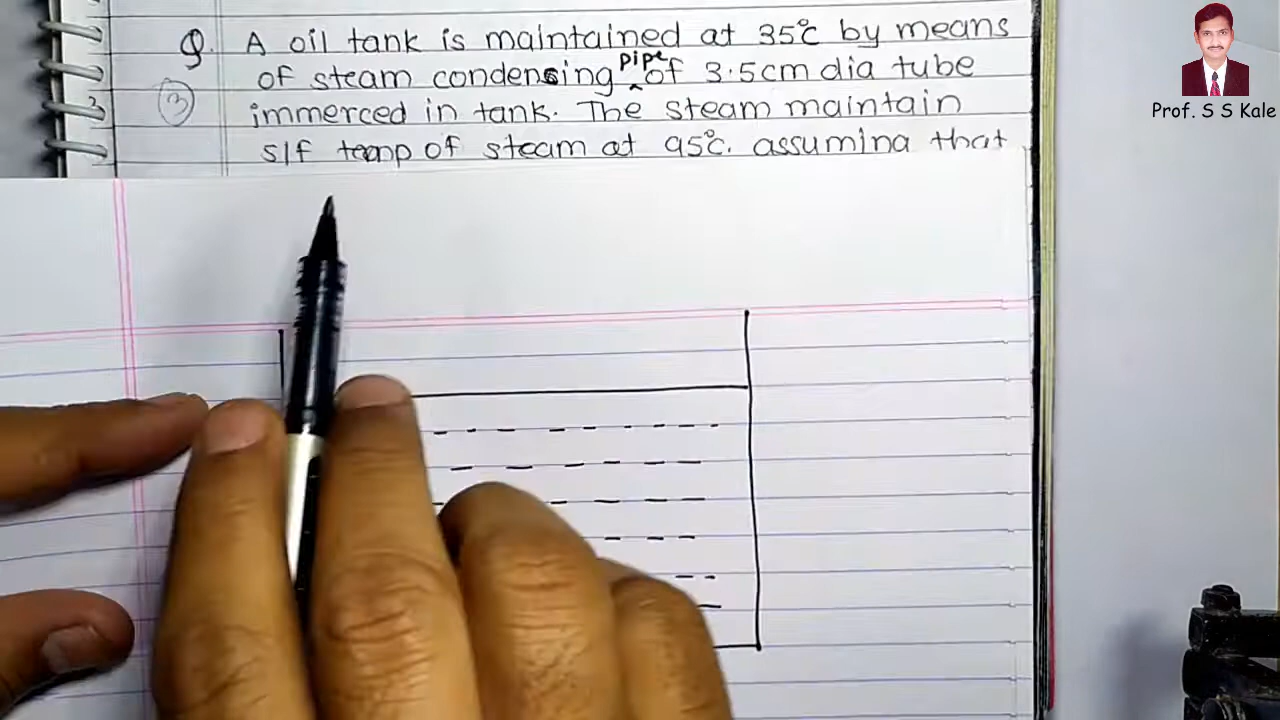 Q. A oil tank is maintained at 35°c by means
of steam condensing pipe of 3.5cm dia tube
③ immerced in tank. The steam maintain
s/f temp of steam at 95°c. assuming that
Prof. S S Kale